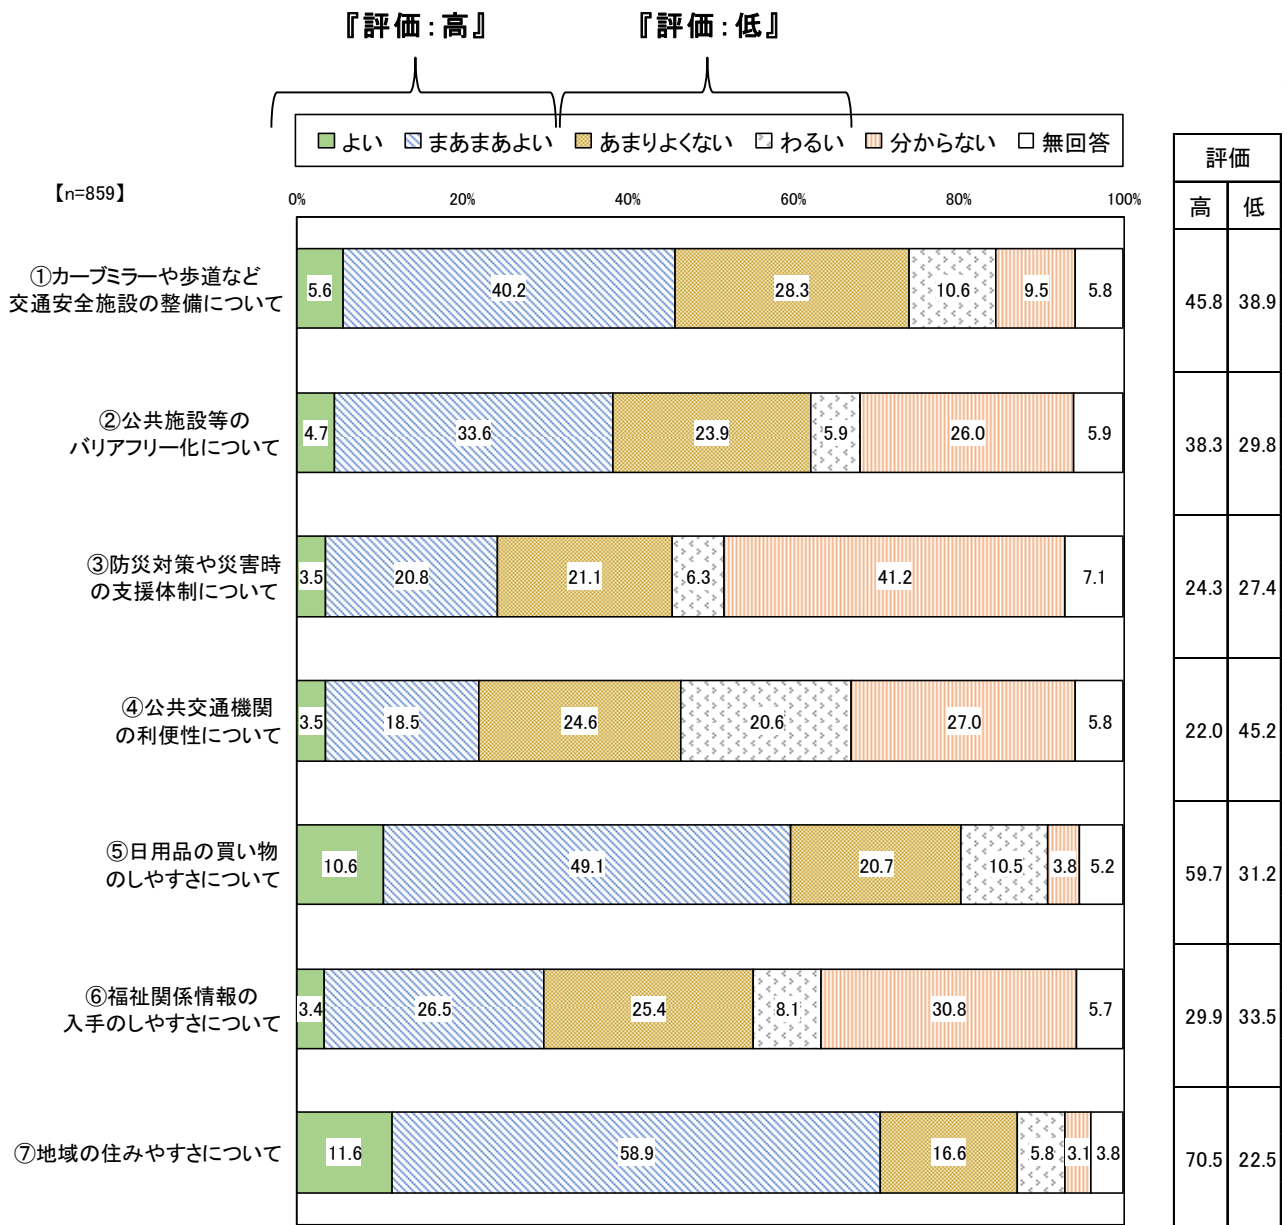 『評価：高』 『評価：低』
よい まあまあよい あまりよくない わるい 分からない 無回答
評価
高 低
【n=859】
0% 20% 40% 60% 80% 100%
①カーブミラーや歩道など
交通安全施設の整備について
5.6 40.2 28.3 10.6 9.5 5.8 45.8 38.9
②公共施設等の
バリアフリー化について
4.7 33.6 23.9 5.9 26.0 5.9 38.3 29.8
③防災対策や災害時
の支援体制について
3.5 20.8 21.1 6.3 41.2 7.1 24.3 27.4
④公共交通機関
の利便性について
3.5 18.5 24.6 20.6 27.0 5.8 22.0 45.2
⑤日用品の買い物
のしやすさについて
10.6 49.1 20.7 10.5 3.8 5.2 59.7 31.2
⑥福祉関係情報の
入手のしやすさについて
3.4 26.5 25.4 8.1 30.8 5.7 29.9 33.5
⑦地域の住みやすさについて
11.6 58.9 16.6 5.8 3.1 3.8 70.5 22.5